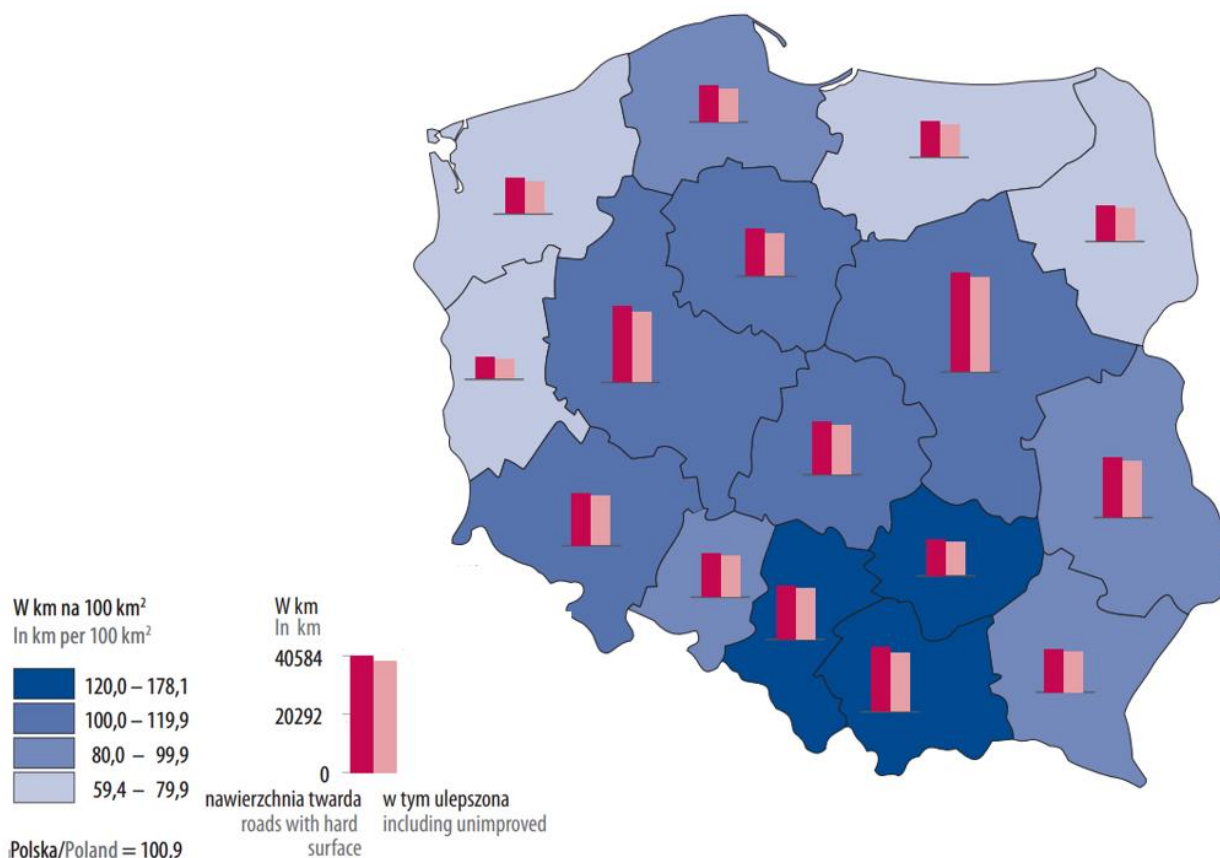 W km na 100 km²
In km per 100 km²
120,0 – 178,1
100,0 – 119,9
80,0 – 99,9
59,4 – 79,9
Polska/Poland = 100,9
W km
In km
40584
20292
0
nawierzchnia twarda
roads with hard
surface
w tym ulepszona
including unimproved